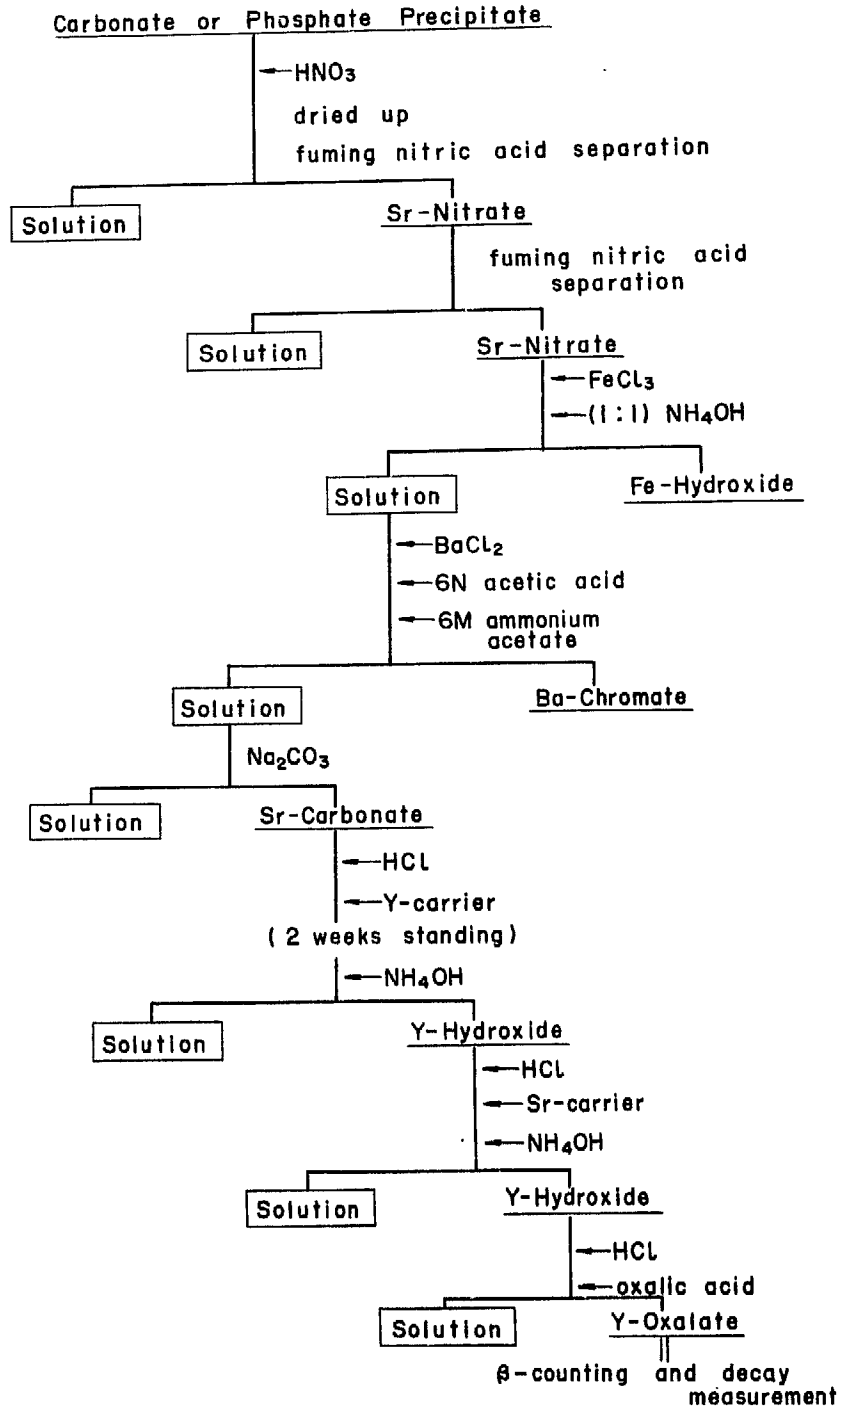 Carbonate or Phosphate Precipitate
HNO₃
dried up
fuming nitric acid separation
Solution
Sr-Nitrate
fuming nitric acid
separation
Solution
Sr-Nitrate
FeCl₃
(1:1) NH₄OH
Solution
Fe-Hydroxide
BaCl₂
6N acetic acid
6M ammonium
acetate
Solution
Ba-Chromate
Na₂CO₃
Solution
Sr-Carbonate
HCl
Y-carrier
(2 weeks standing)
NH₄OH
Solution
Y-Hydroxide
HCl
Sr-carrier
NH₄OH
Solution
Y-Hydroxide
HCl
oxalic acid
Solution
Y-Oxalate
β-counting and decay
measurement